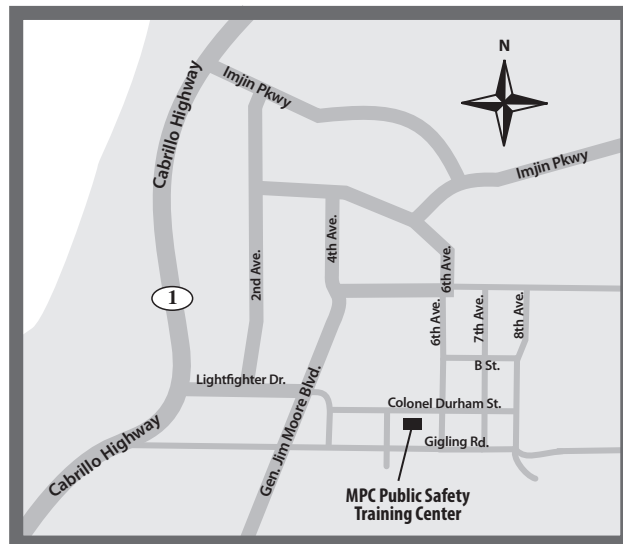 N
Imjin Pkwy
Cabrillo Highway
Imjin Pkwy
2nd Ave.
4th Ave.
6th Ave.
1
6th Ave.
7th Ave.
8th Ave.
B St.
Lightfighter Dr.
Gen. Jim Moore Blvd.
Colonel Durham St.
Cabrillo Highway
Gigling Rd.
MPC Public Safety
Training Center